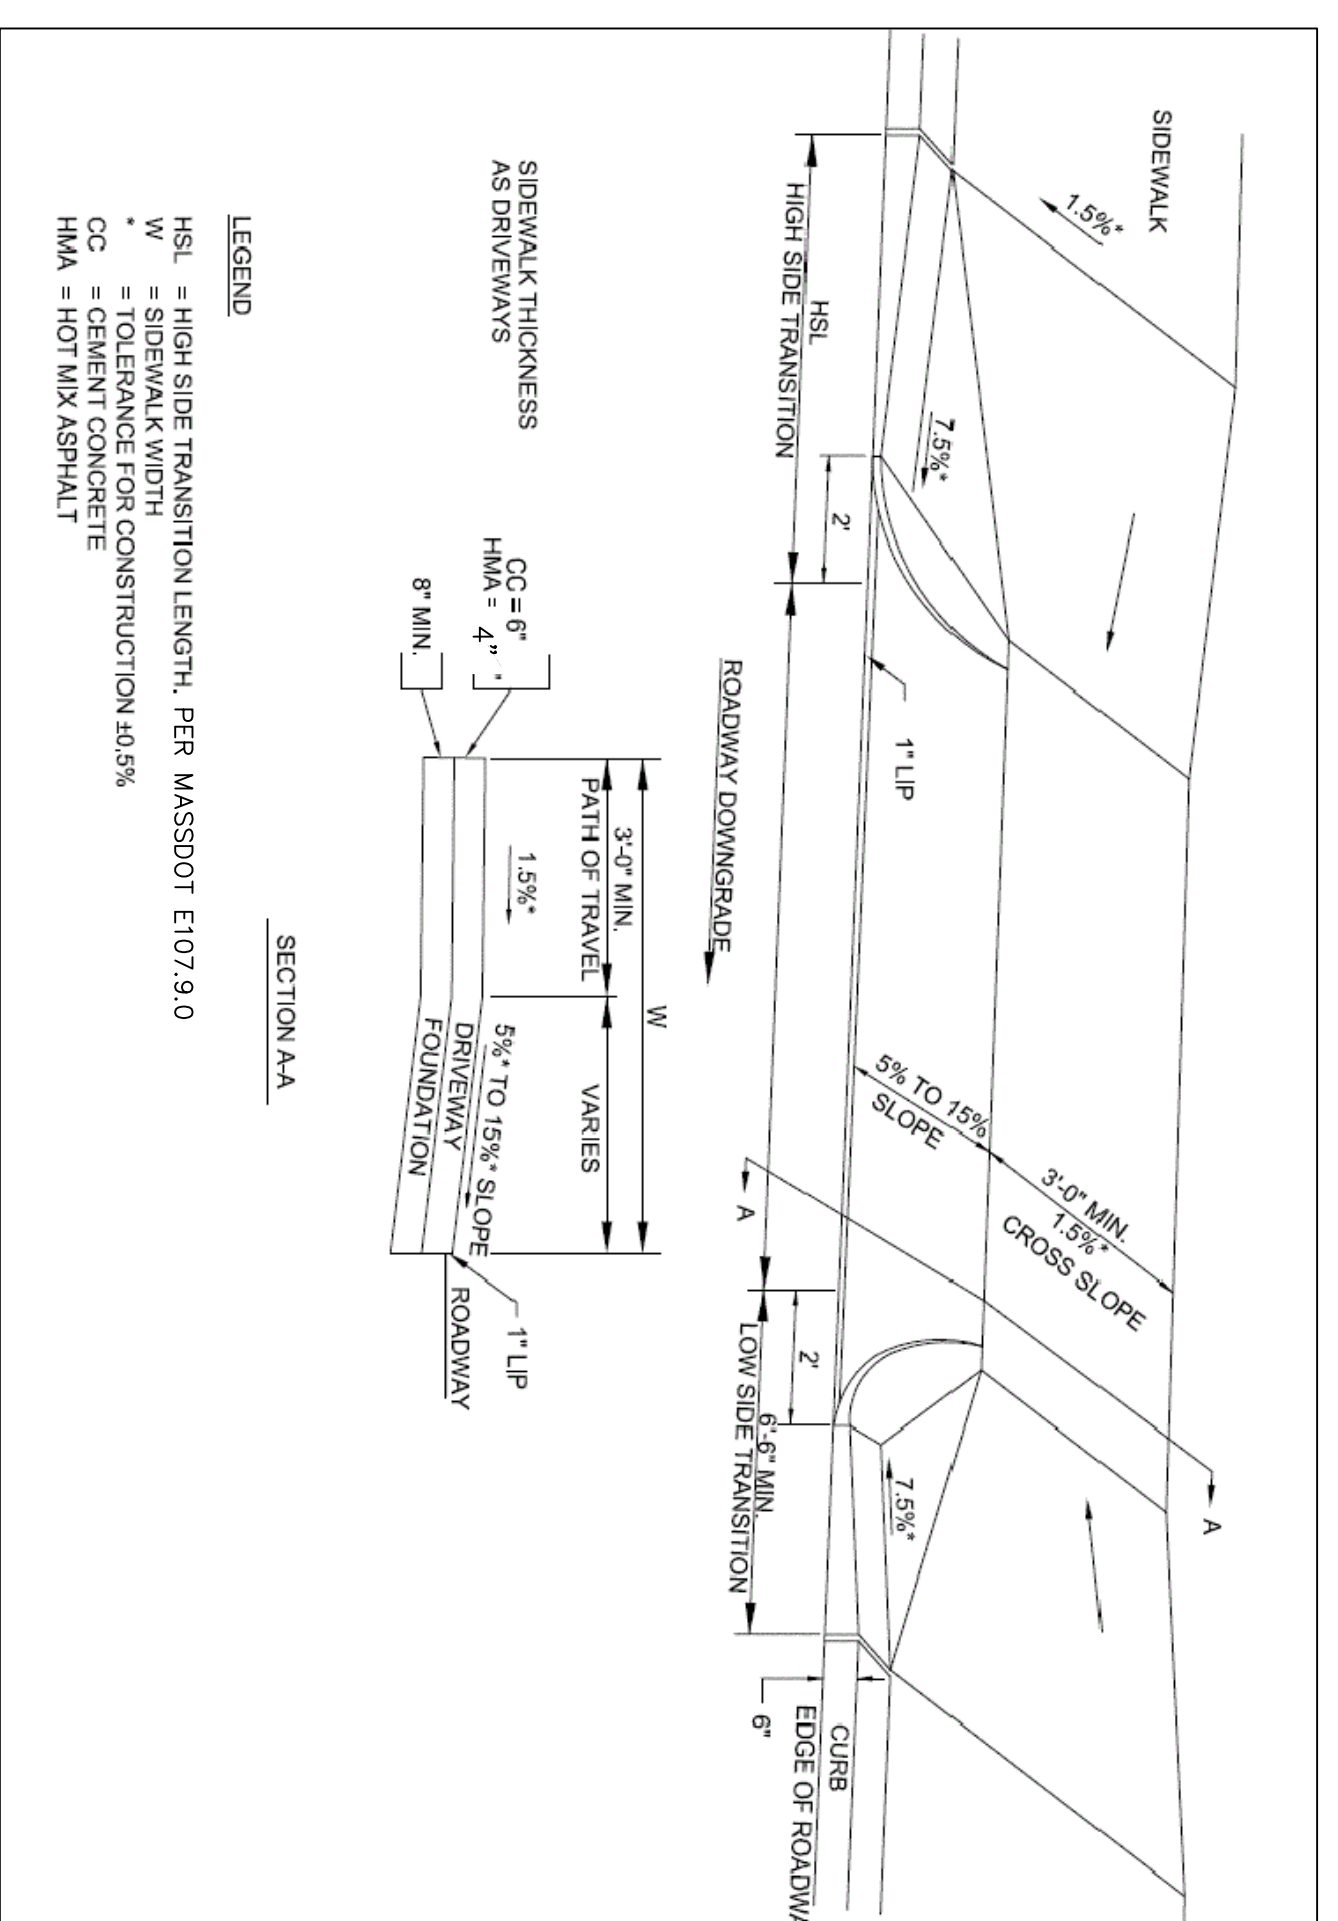 SIDEWALK
1.5%*
HSL
HIGH SIDE TRANSITION
7.5%*
2'
1" LIP
ROADWAY DOWNGRADE
5% TO 15%
SLOPE
3'-0" MIN.
1.5%*
CROSS SLOPE
A
A
2'
6'-6" MIN.
LOW SIDE TRANSITION
7.5%*
6"
CURB
EDGE OF ROADWA
SIDEWALK THICKNESS
AS DRIVEWAYS
CC = 6"
HMA = 4" "
8" MIN.
W
3'-0" MIN.
PATH OF TRAVEL
VARIES
1.5%*
5%* TO 15%* SLOPE
DRIVEWAY
FOUNDATION
1" LIP
ROADWAY
SECTION A-A
LEGEND
HSL = HIGH SIDE TRANSITION LENGTH. PER MASSDOT E107.9.0
W = SIDEWALK WIDTH
* = TOLERANCE FOR CONSTRUCTION ±0.5%
CC = CEMENT CONCRETE
HMA = HOT MIX ASPHALT